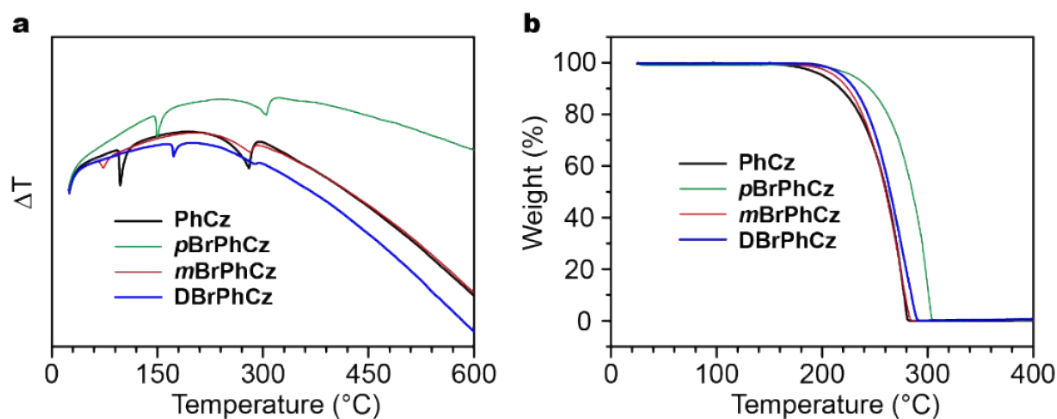 a
ΔT
PhCz
pBrPhCz
mBrPhCz
DBrPhCz
0 150 300 450 600
Temperature (°C)
b
Weight (%)
100
80
60
40
20
0
PhCz
pBrPhCz
mBrPhCz
DBrPhCz
0 100 200 300 400
Temperature (°C)